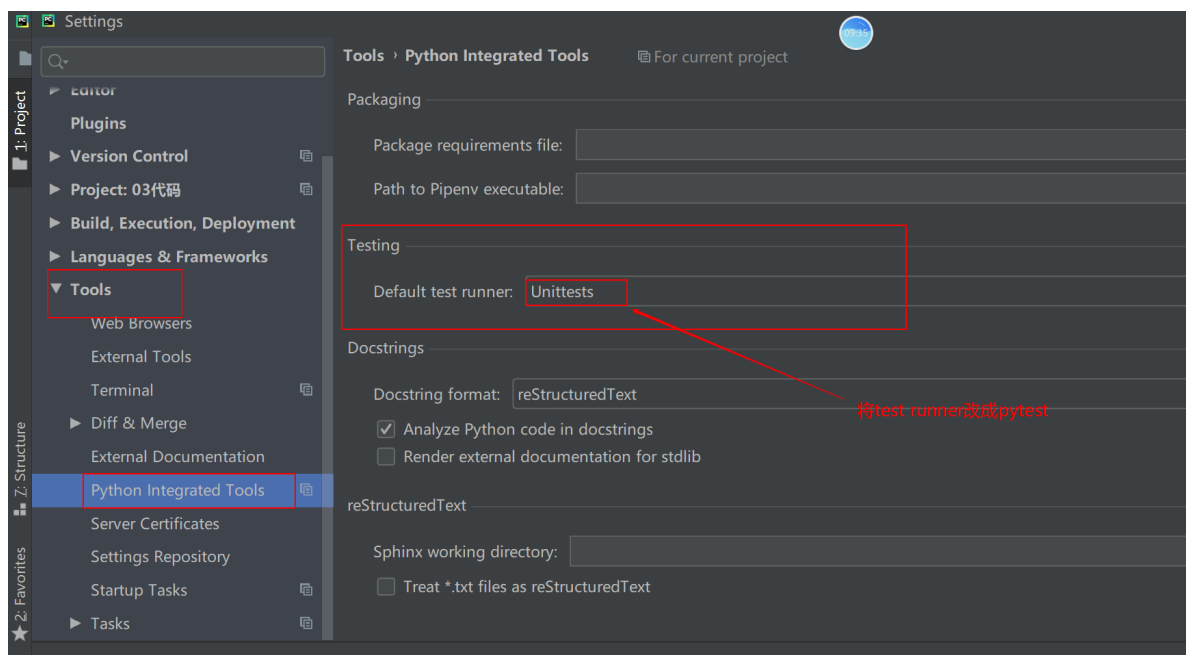 Settings
09:35
Tools › Python Integrated Tools
For current project
1: Project
Z: Structure
2: Favorites
Editor
Plugins
Version Control
Project: 03代码
Build, Execution, Deployment
Languages & Frameworks
Tools
Web Browsers
External Tools
Terminal
Diff & Merge
External Documentation
Python Integrated Tools
Server Certificates
Settings Repository
Startup Tasks
Tasks
Packaging
Package requirements file:
Path to Pipenv executable:
Testing
Default test runner: Unittests
Docstrings
Docstring format: reStructuredText
将test runner改成pytest
Analyze Python code in docstrings
Render external documentation for stdlib
reStructuredText
Sphinx working directory:
Treat *.txt files as reStructuredText